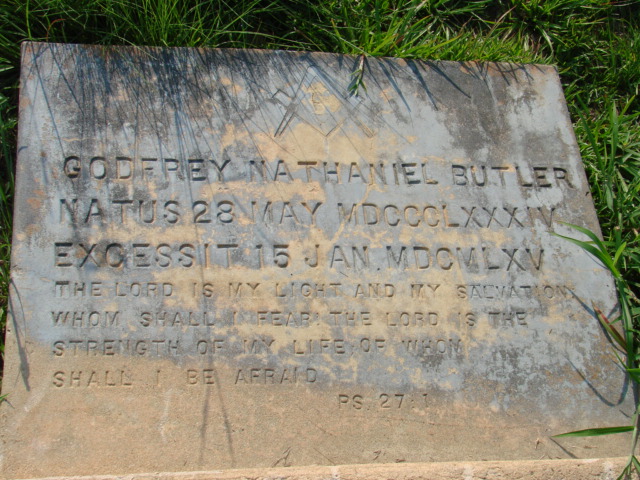 GODFREY NATHANIEL BUTLER
NATUS 28 MAY MDCCCLXXXIV
EXCESSIT 15 JAN. MDCMLXV
THE LORD IS MY LIGHT AND MY SALVATION;
WHOM SHALL I FEAR: THE LORD IS THE
STRENGTH OF MY LIFE; OF WHOM
SHALL I BE AFRAID
PS. 27:1